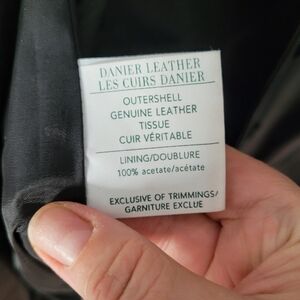 DANIER LEATHER
LES CUIRS DANIER
OUTERSHELL
GENUINE LEATHER
TISSUE
CUIR VÉRITABLE
LINING/DOUBLURE
100% acetate/acétate
EXCLUSIVE OF TRIMMINGS/
GARNITURE EXCLUE